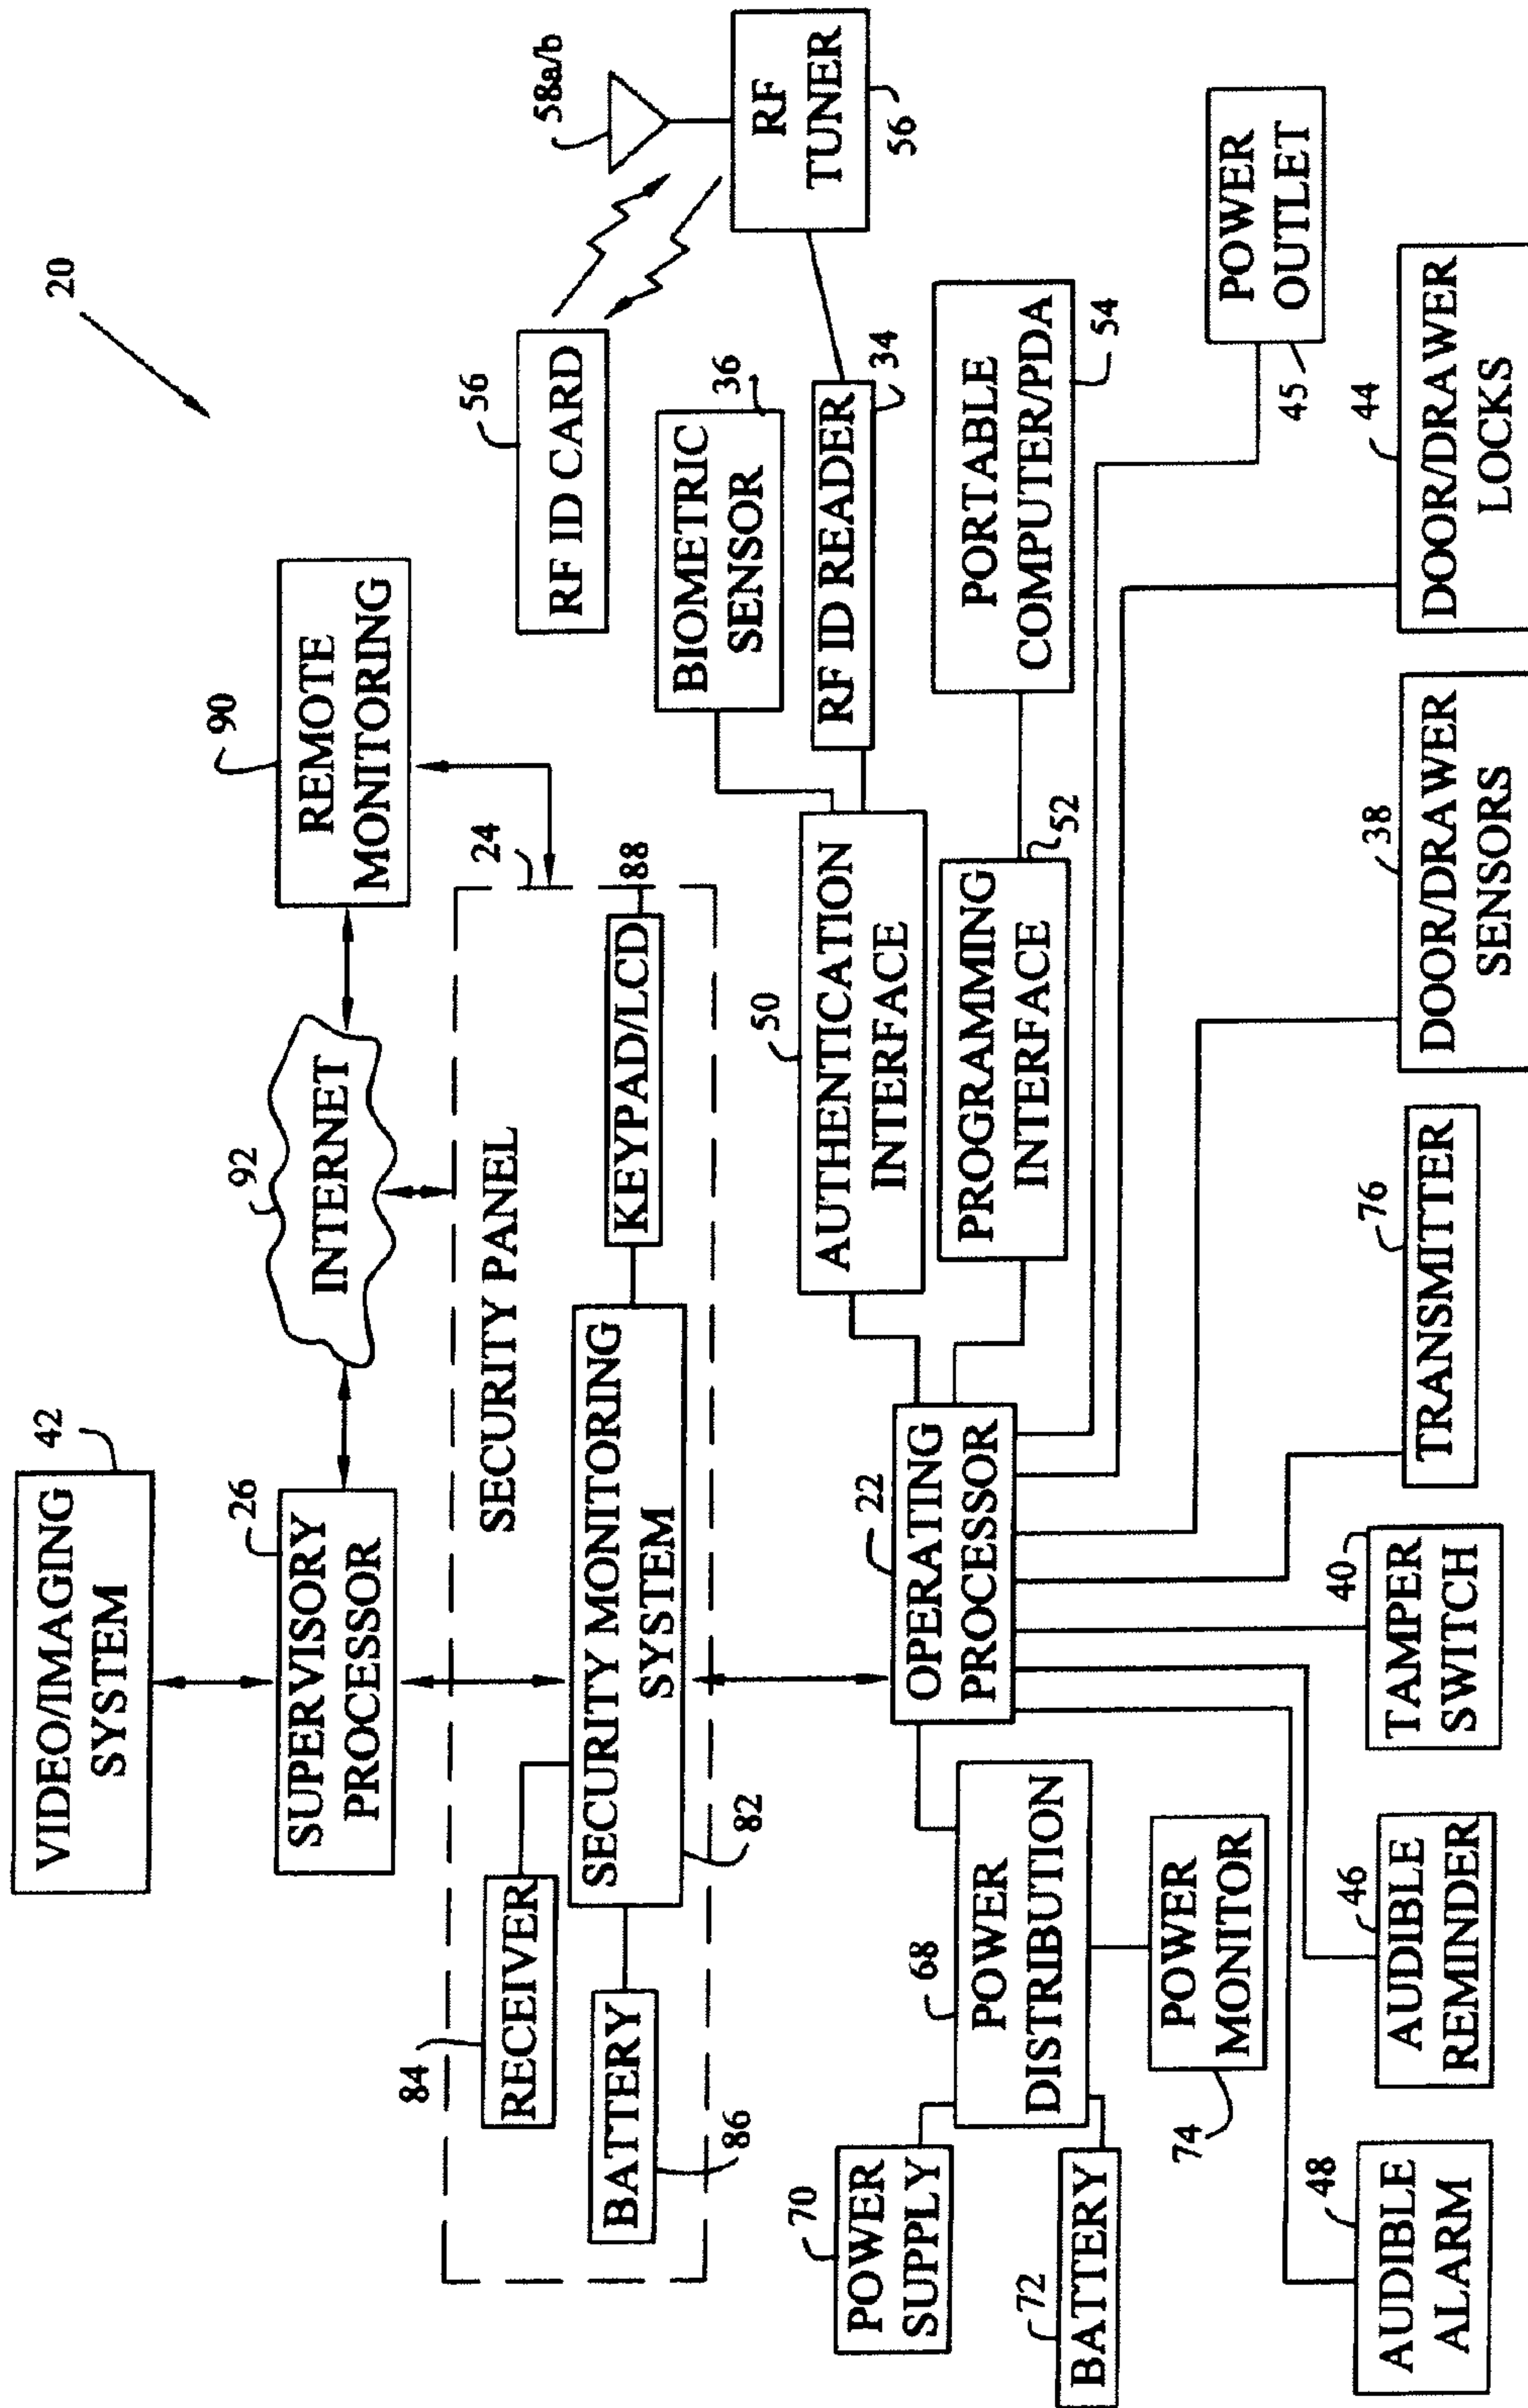 20
VIDEO/IMAGING
SYSTEM
42
SUPERVISORY
PROCESSOR
26
INTERNET
92
REMOTE
MONITORING
90
SECURITY PANEL
24
RECEIVER
84
BATTERY
86
SECURITY MONITORING
SYSTEM
82
KEYPAD/LCD
88
RF ID CARD
56
58a/b
RF
TUNER
56
BIOMETRIC
SENSOR
36
RF ID READER
34
AUTHENTICATION
INTERFACE
50
PROGRAMMING
INTERFACE
52
PORTABLE
COMPUTER/PDA
54
OPERATING
PROCESSOR
22
POWER
SUPPLY
70
BATTERY
72
POWER
DISTRIBUTION
68
POWER
MONITOR
74
POWER
OUTLET
45
AUDIBLE
ALARM
48
AUDIBLE
REMINDER
46
TAMPER
SWITCH
40
TRANSMITTER
76
DOOR/DRAWER
SENSORS
38
DOOR/DRAWER
LOCKS
44